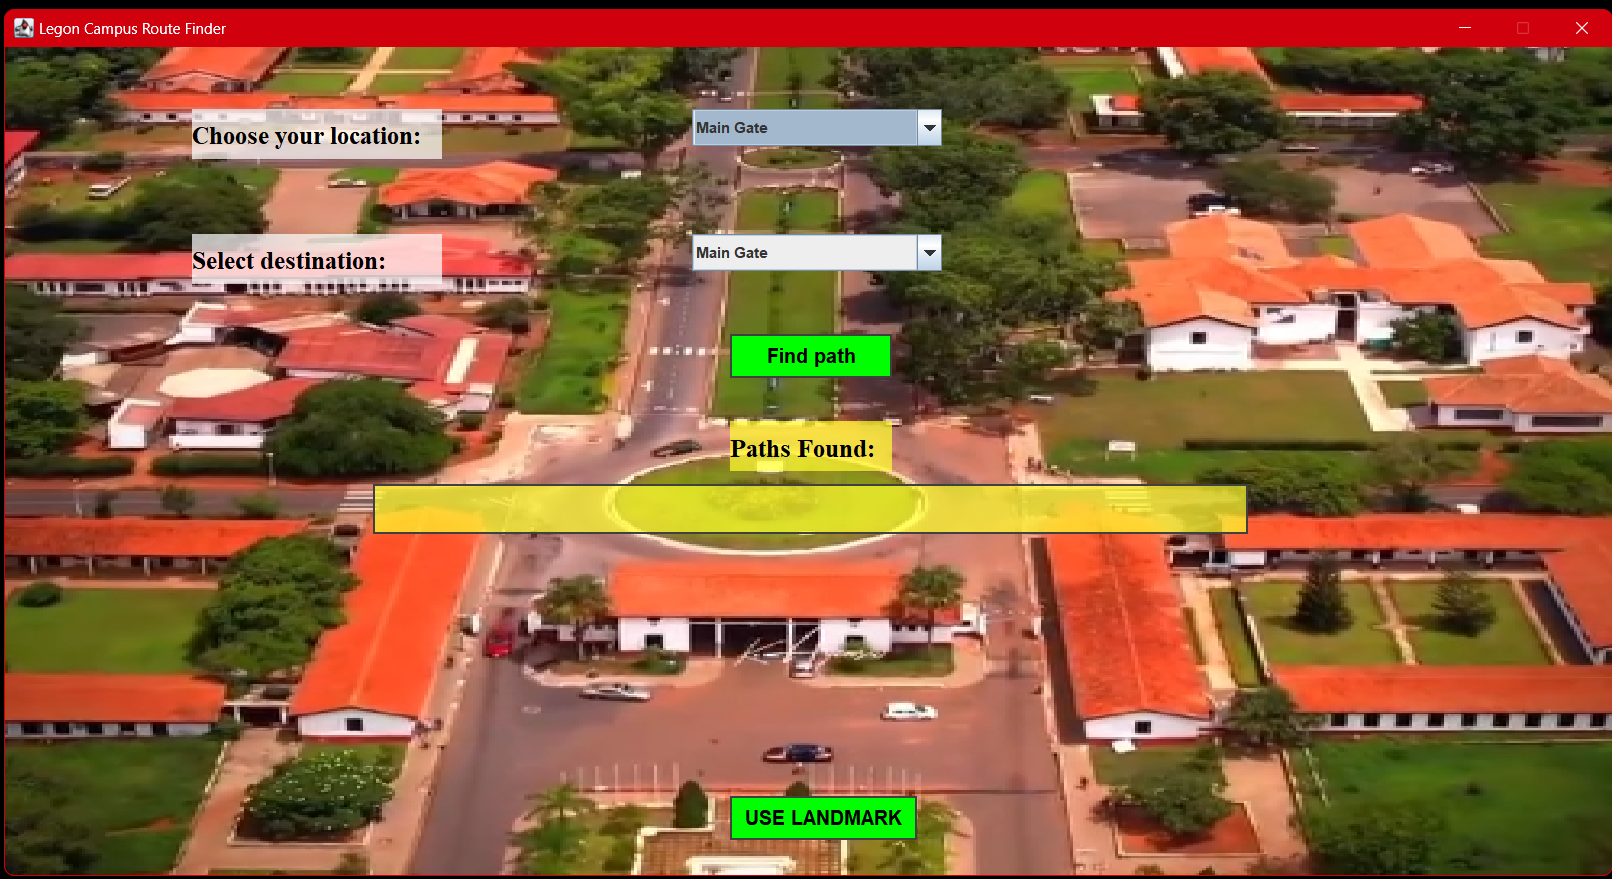 Legon Campus Route Finder
Choose your location:
Main Gate
Select destination:
Main Gate
Find path
Paths Found:
USE LANDMARK